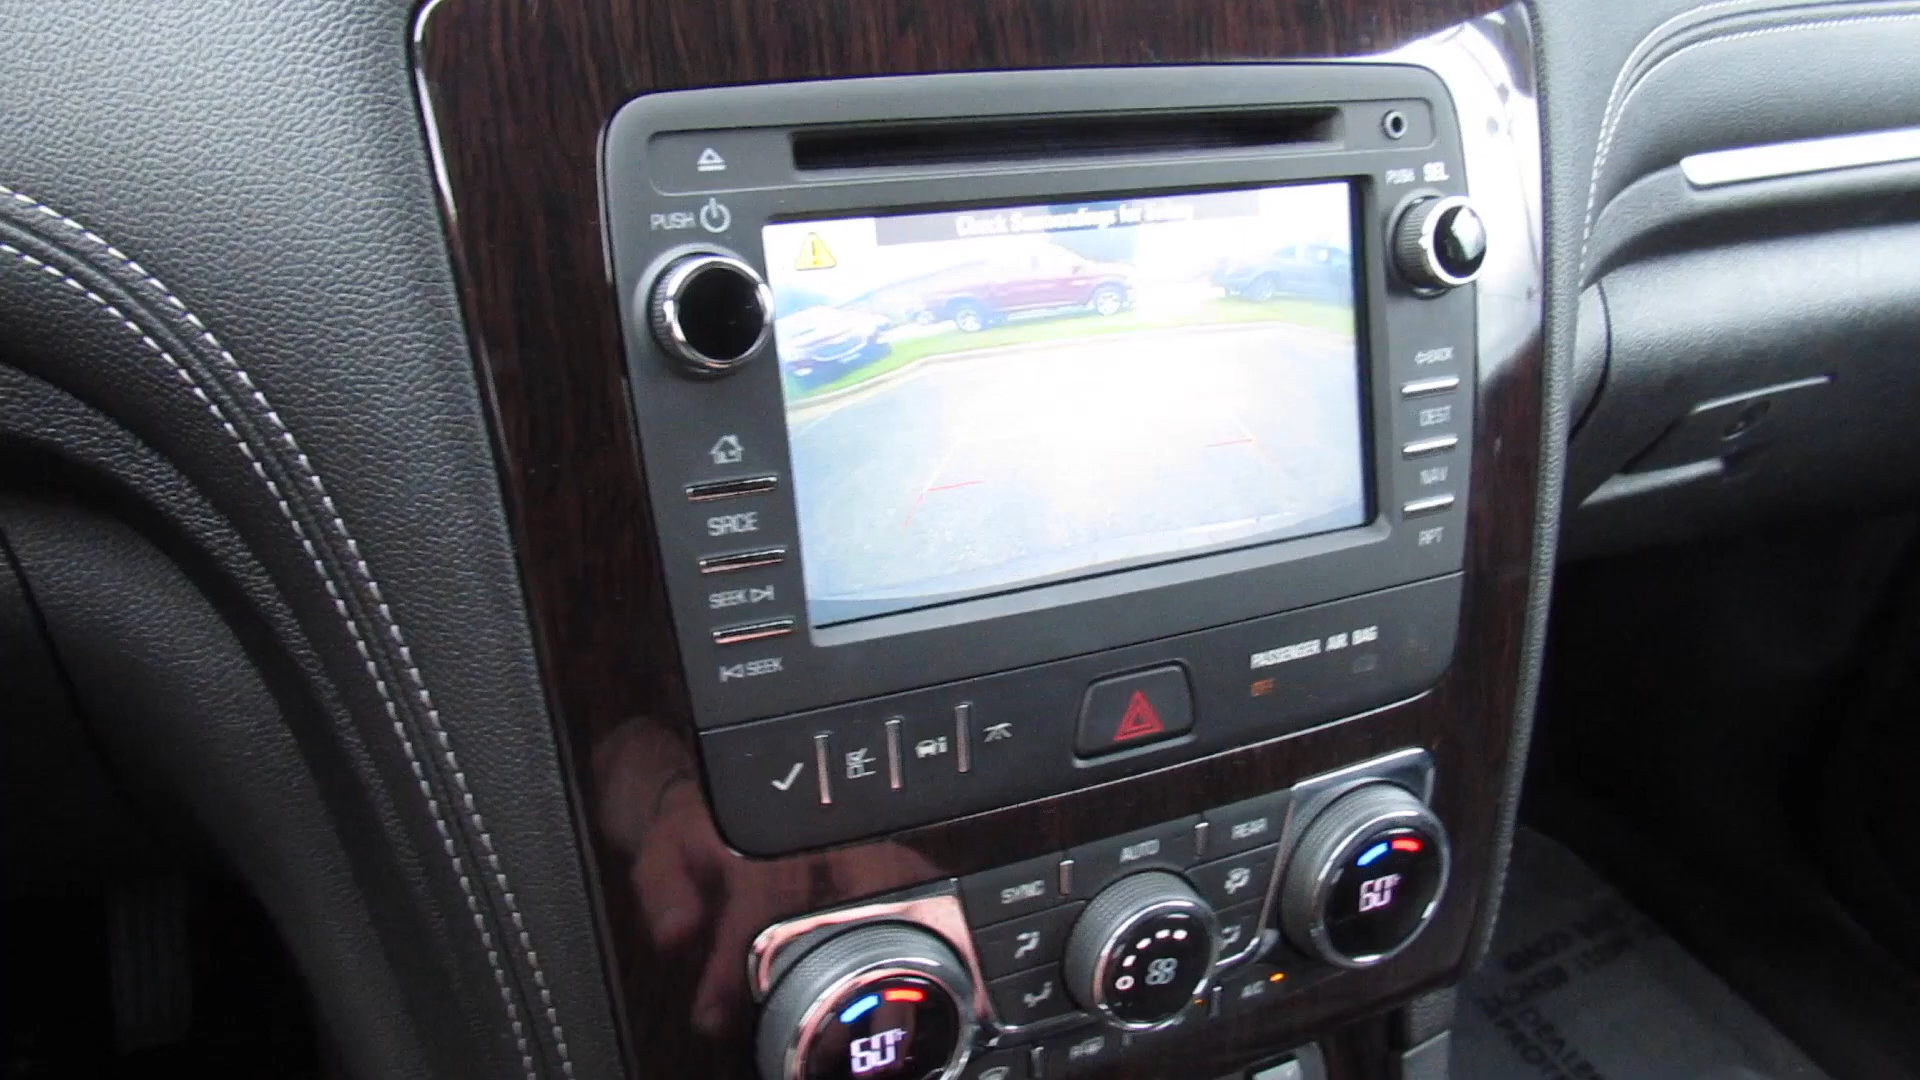 PUSH SEL
PUSH
Check Surroundings for Safety
BACK
DEST
NAV
RPT
SRCE
SEEK
SEEK
PASSENGER AIR BAG
OFF
REAR
AUTO
SYNC
60°
88
A/C
60°F